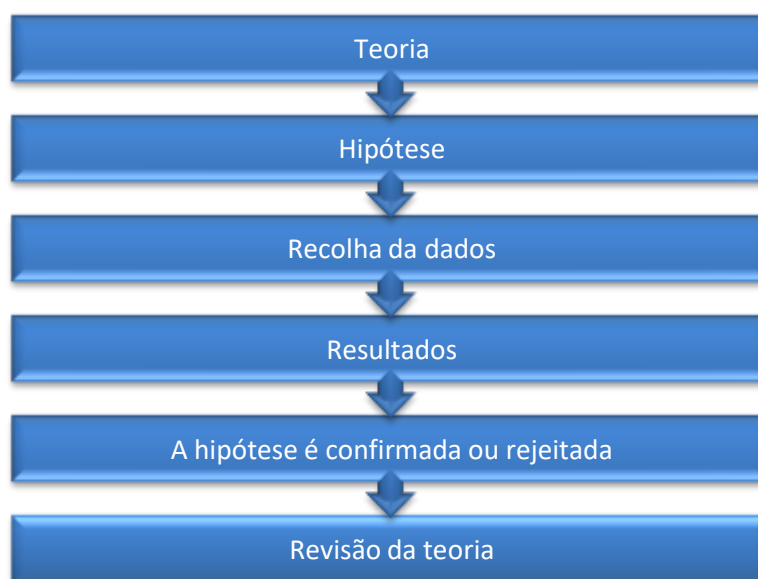 Teoria
Hipótese
Recolha da dados
Resultados
A hipótese é confirmada ou rejeitada
Revisão da teoria